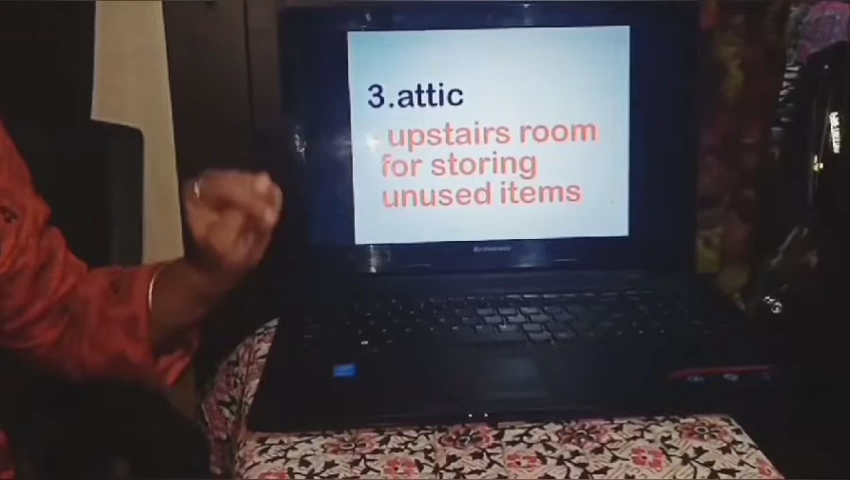 3.attic
upstairs room
for storing
unused items